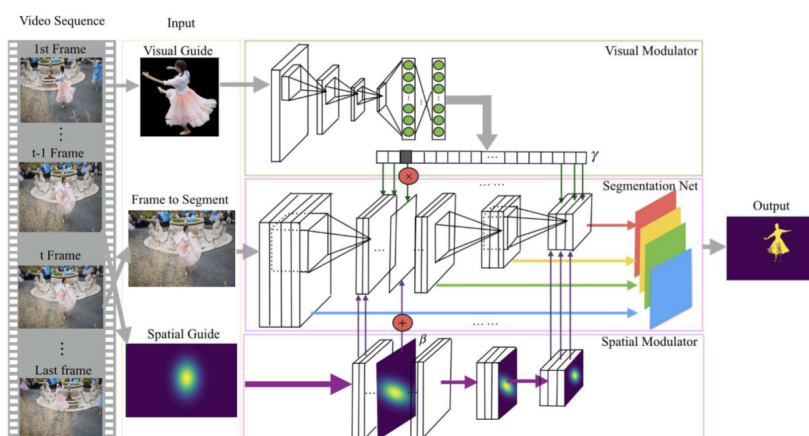 Video Sequence
Input
1st Frame
Visual Guide
Visual Modulator
...
t-1 Frame
... γ
×
... ...
Frame to Segment
Segmentation Net
Output
t Frame
...
Spatial Guide
+
β
... ...
Spatial Modulator
...
Last frame
... ...